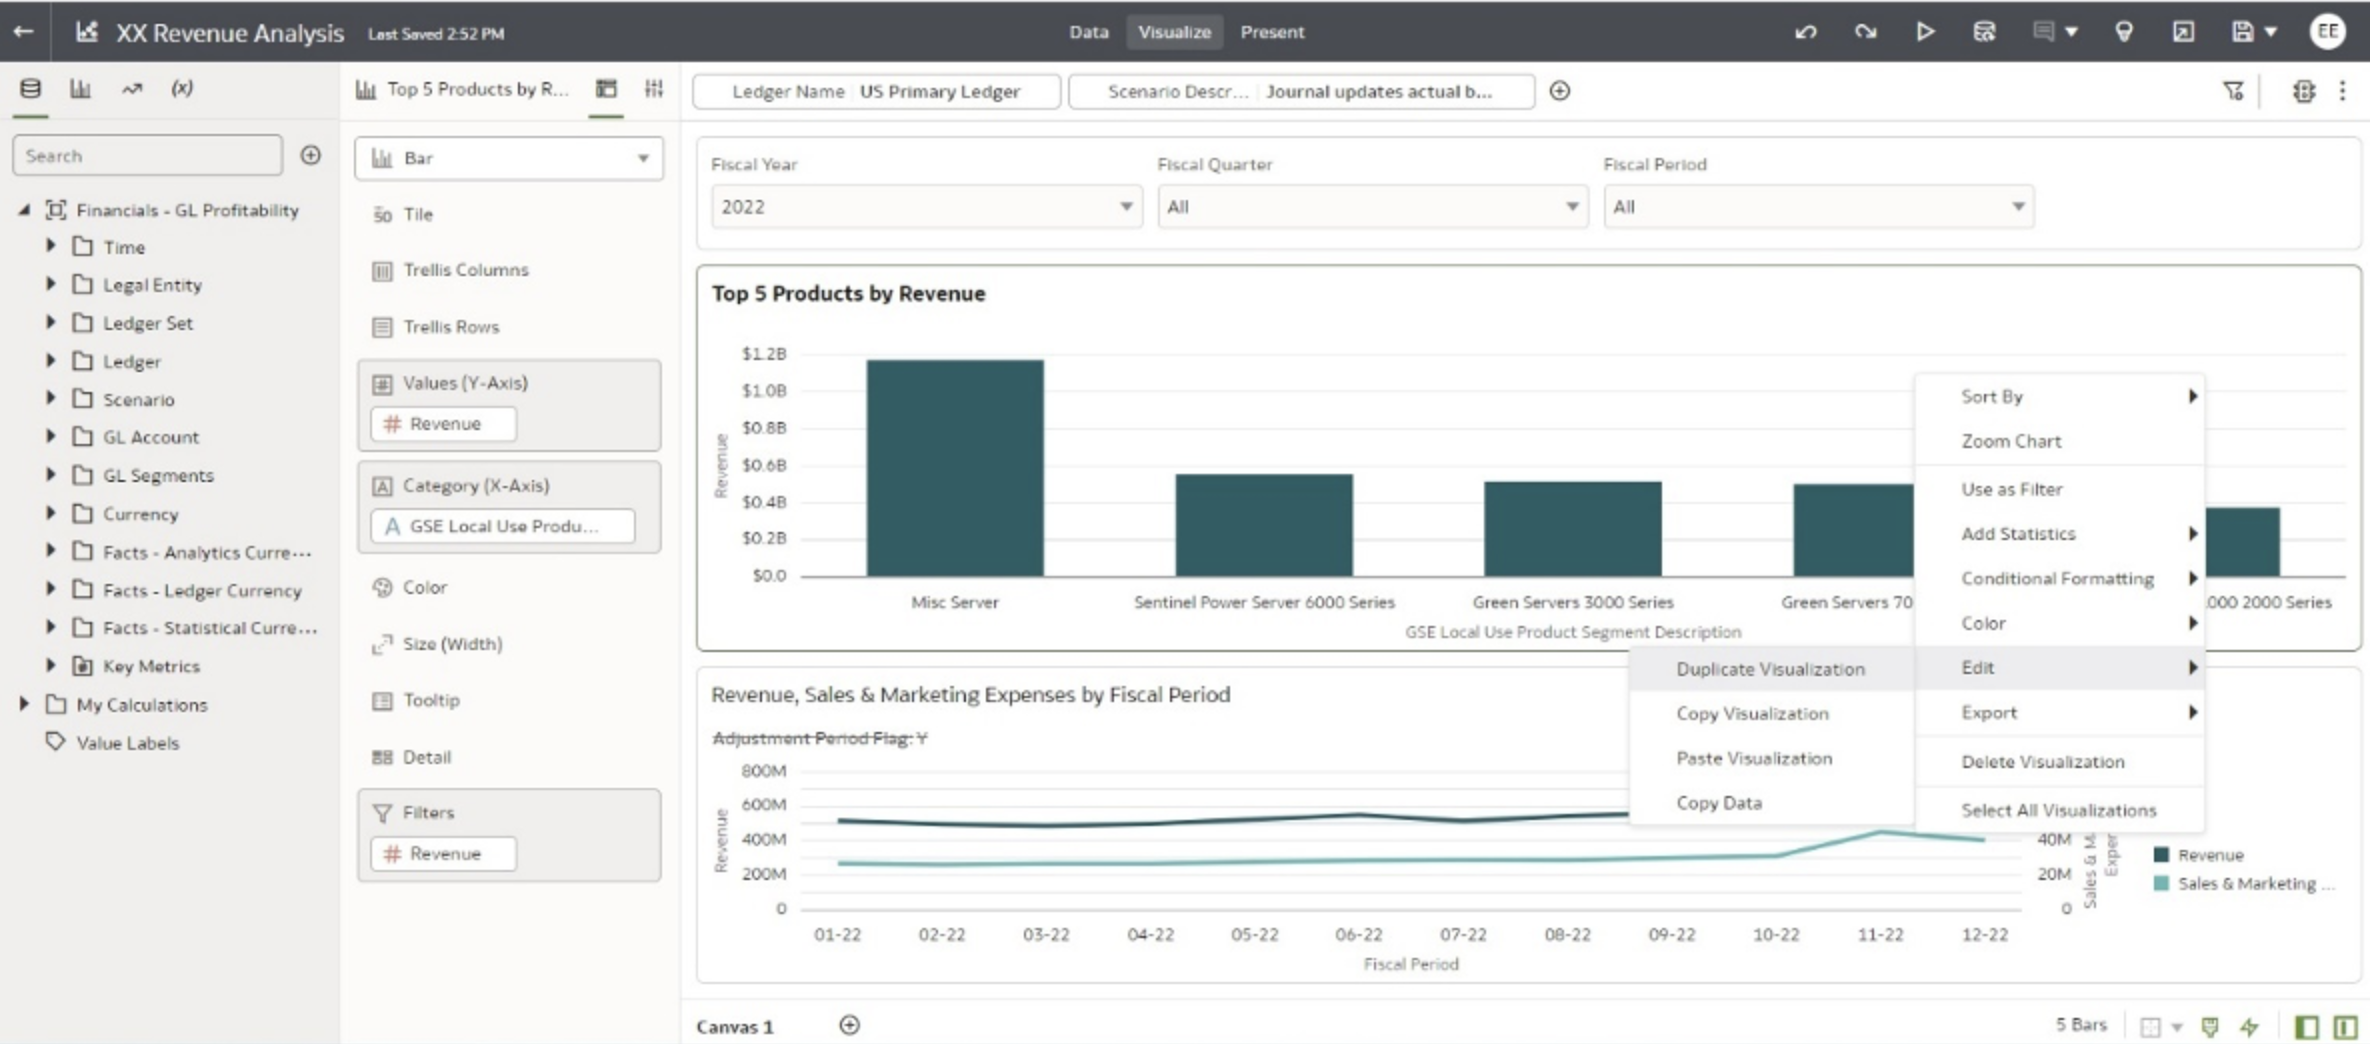 XX Revenue Analysis
Last Saved 2:52 PM
Data
Visualize
Present
EE
(x)
Search
Financials - GL Profitability
Time
Legal Entity
Ledger Set
Ledger
Scenario
GL Account
GL Segments
Currency
Facts - Analytics Curre...
Facts - Ledger Currency
Facts - Statistical Curre...
Key Metrics
My Calculations
Value Labels
Top 5 Products by R...
Bar
Tile
Trellis Columns
Trellis Rows
Values (Y-Axis)
# Revenue
Category (X-Axis)
A GSE Local Use Produ...
Color
Size (Width)
Tooltip
Detail
Filters
# Revenue
Ledger Name US Primary Ledger
Scenario Descr... Journal updates actual b...
Fiscal Year
2022
Fiscal Quarter
All
Fiscal Period
All
Top 5 Products by Revenue
Revenue
$1.2B
$1.0B
$0.8B
$0.6B
$0.4B
$0.2B
$0.0
Misc Server
Sentinel Power Server 6000 Series
Green Servers 3000 Series
Green Servers 70
000 2000 Series
GSE Local Use Product Segment Description
Sort By
Zoom Chart
Use as Filter
Add Statistics
Conditional Formatting
Color
Edit
Export
Delete Visualization
Select All Visualizations
Duplicate Visualization
Copy Visualization
Paste Visualization
Copy Data
Revenue, Sales & Marketing Expenses by Fiscal Period
Adjustment Period Flag: Y
Revenue
800M
600M
400M
200M
0
40M
20M
0
Sales & M
Exper
Revenue
Sales & Marketing ...
01-22
02-22
03-22
04-22
05-22
06-22
07-22
08-22
09-22
10-22
11-22
12-22
Fiscal Period
Canvas 1
5 Bars